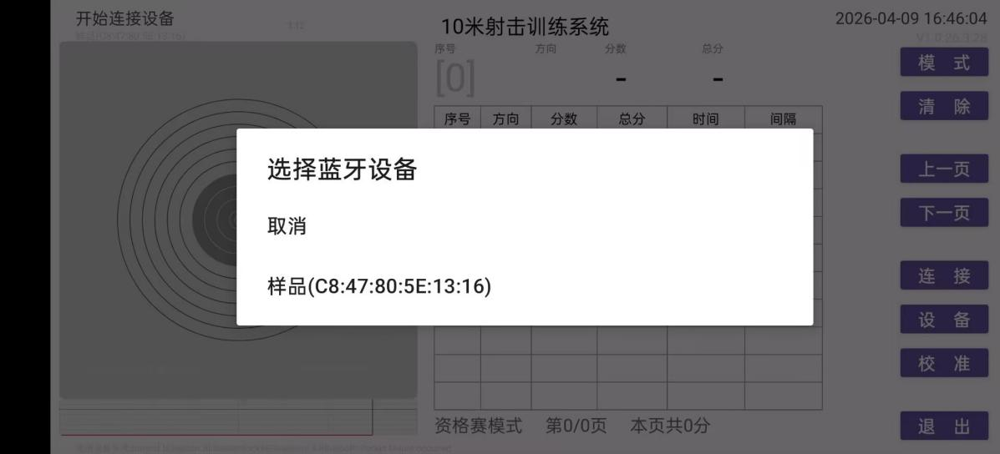 开始连接设备
样品(C8:47:80:5E:13:16)
1:12
10米射击训练系统
2026-04-09 16:46:04
V1.0.26.3.28
序号 方向 分数 总分
[0] - -
模 式
清 除
序号 方向 分数 总分 时间 间隔
选择蓝牙设备
取消
样品(C8:47:80:5E:13:16)
上一页
下一页
连 接
设 备
校 准
资格赛模式 第0/0页 本页共0分
退 出